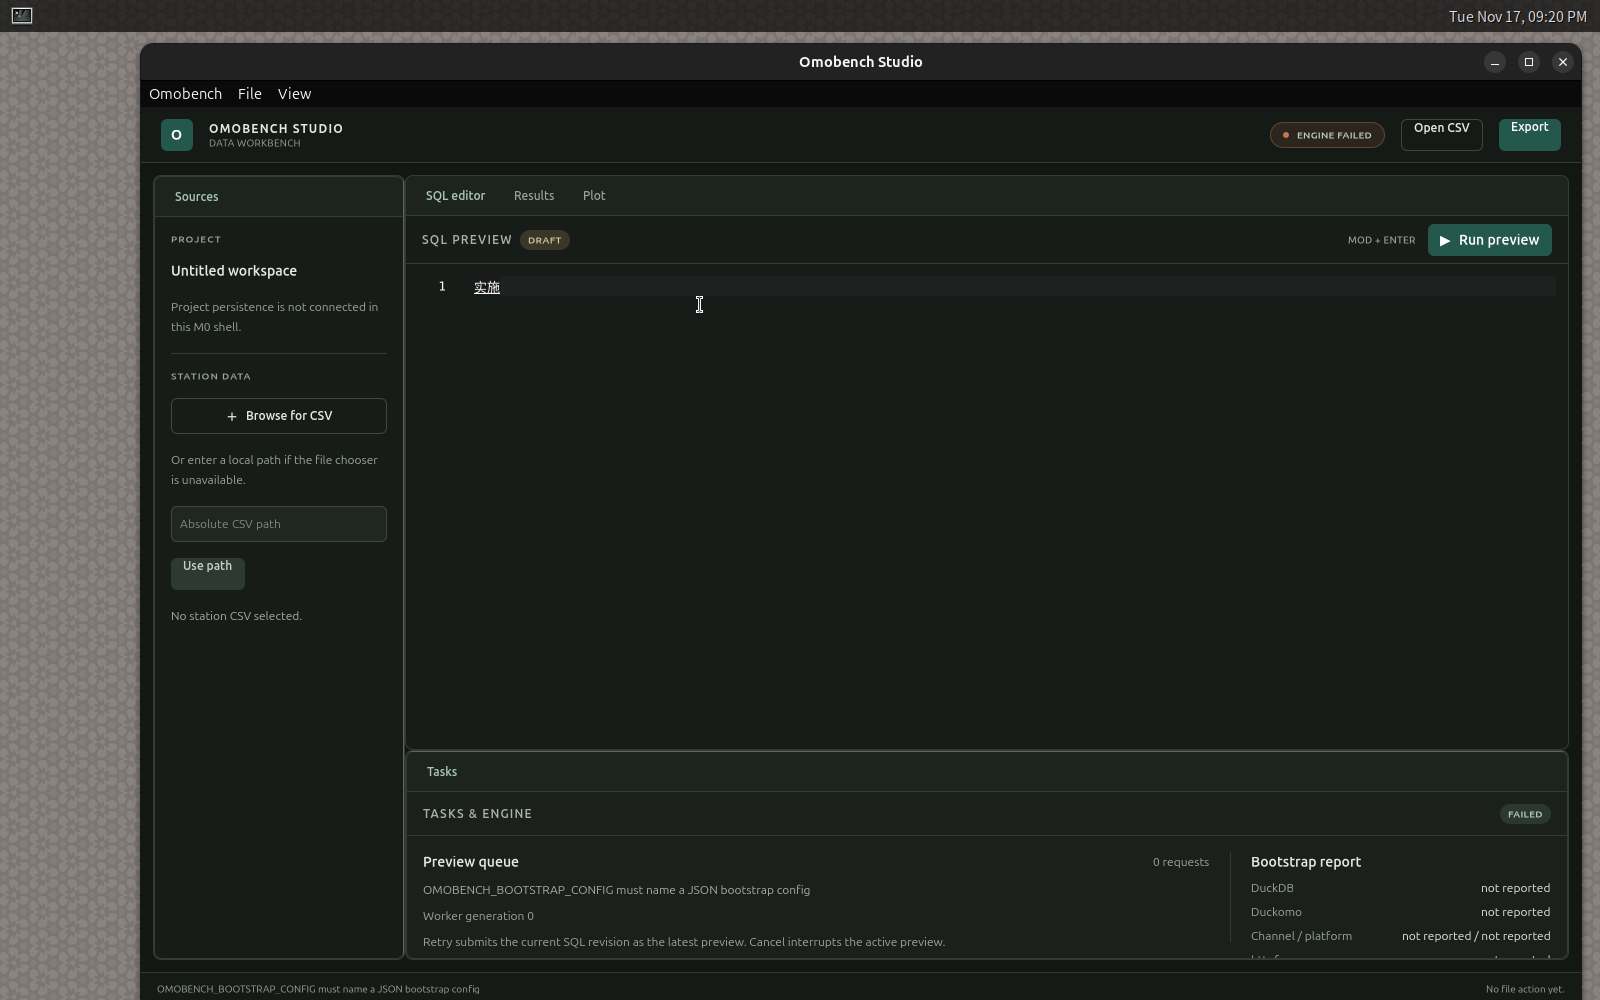 Tue Nov 17, 09:20 PM
Omobench Studio
Omobench File View
O
OMOBENCH STUDIO
DATA WORKBENCH
ENGINE FAILED
Open CSV
Export
Sources
PROJECT
Untitled workspace
Project persistence is not connected in
this M0 shell.
STATION DATA
+ Browse for CSV
Or enter a local path if the file chooser
is unavailable.
Absolute CSV path
Use path
No station CSV selected.
SQL editor Results Plot
SQL PREVIEW DRAFT
MOD + ENTER
▶ Run preview
1 实施
Tasks
TASKS & ENGINE
FAILED
Preview queue
0 requests
OMOBENCH_BOOTSTRAP_CONFIG must name a JSON bootstrap config
Worker generation 0
Retry submits the current SQL revision as the latest preview. Cancel interrupts the active preview.
Bootstrap report
DuckDB not reported
Duckomo not reported
Channel / platform not reported / not reported
OMOBENCH_BOOTSTRAP_CONFIG must name a JSON bootstrap config
No file action yet.